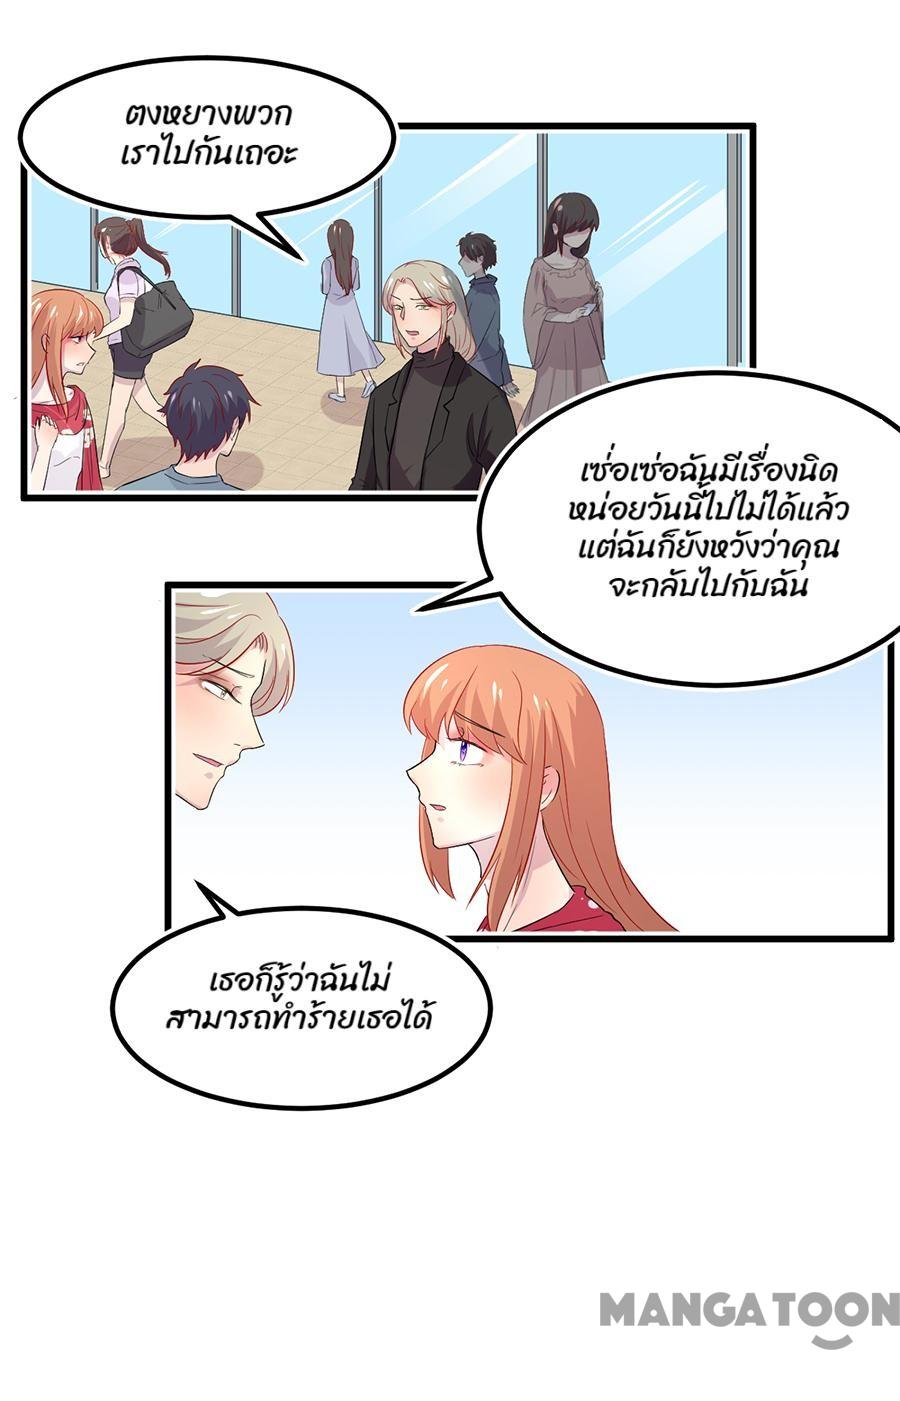 ตงหยางพวก
เราไปกันเถอะ
เซ่อเซ่อฉันมีเรื่องนิด
หน่อยวันนี้ไปไม่ได้แล้ว
แต่ฉันก็ยังหวังว่าคุณ
จะกลับไปกับฉัน
เธอก็รู้ว่าฉันไม่
สามารถทำร้ายเธอได้
MANGATOON